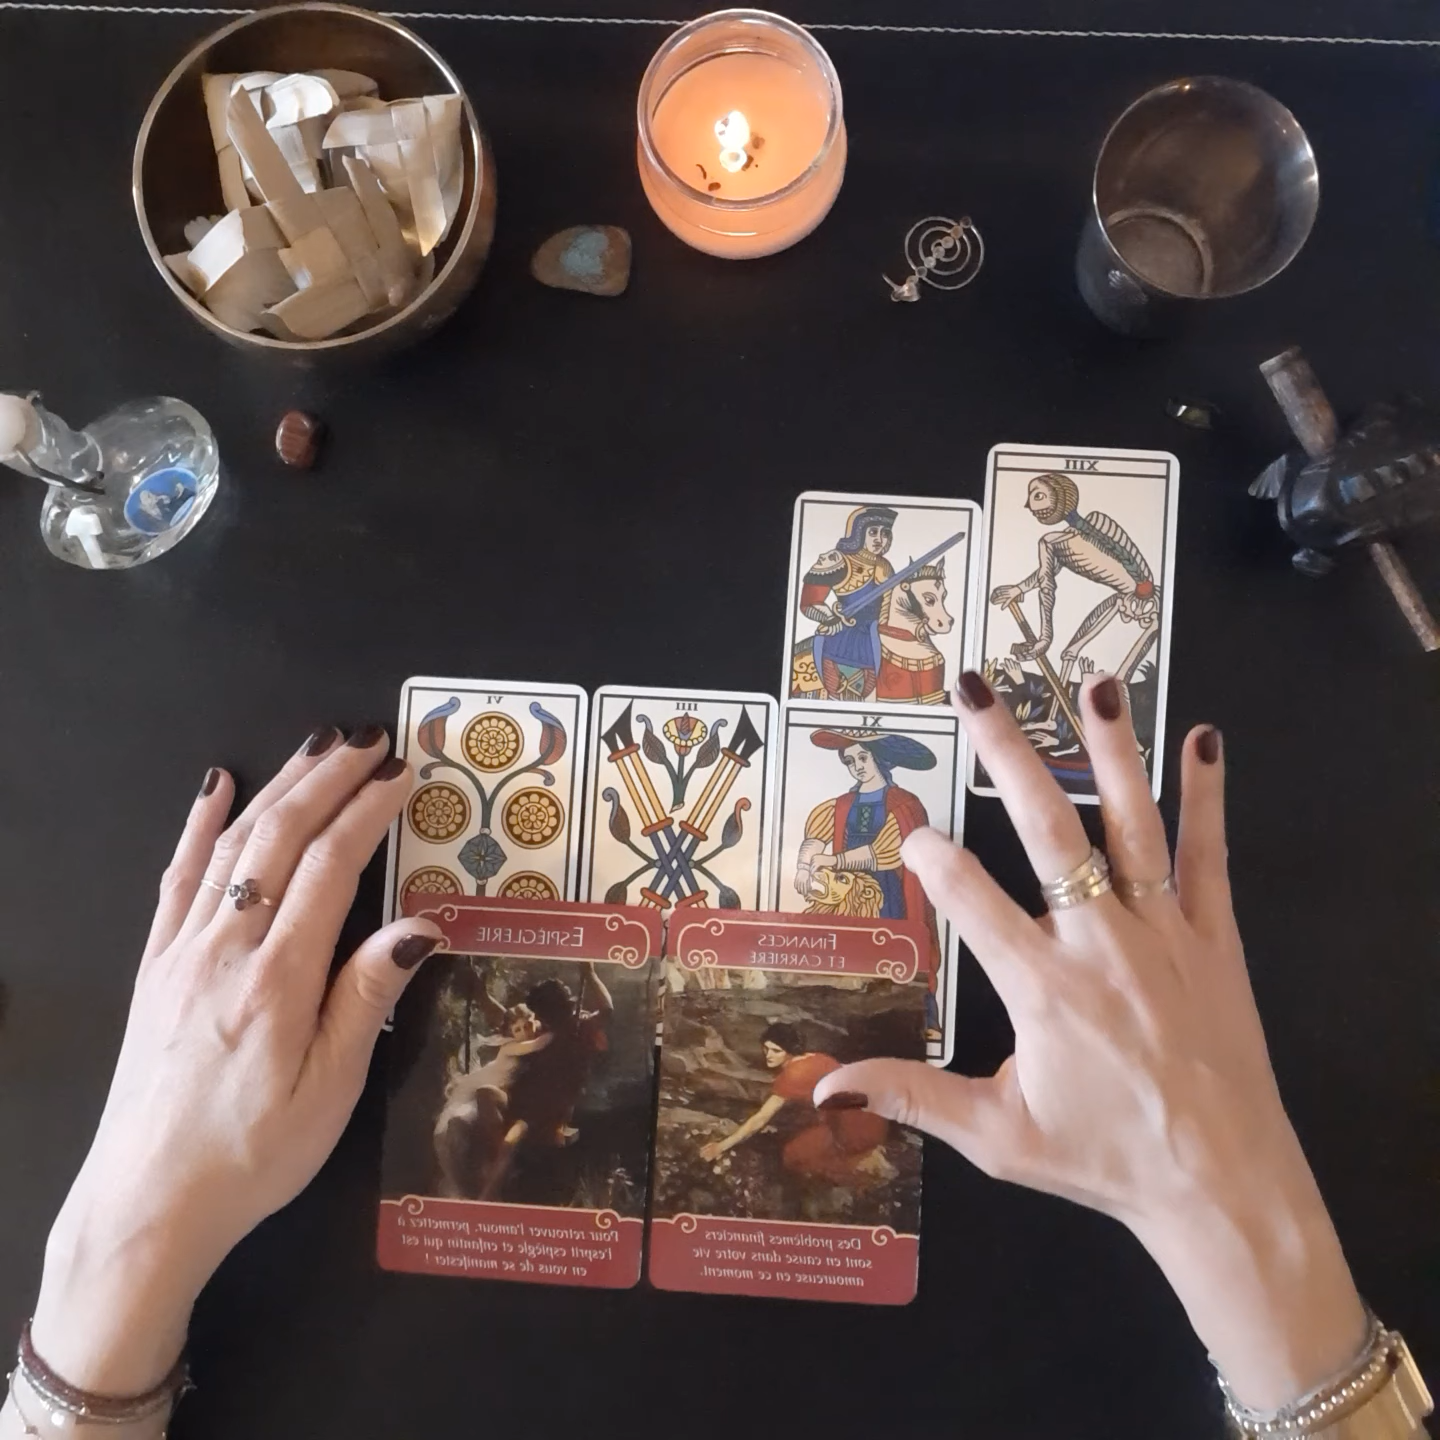 XIII
VI
IIII
XI
ESPIÈGLERIE
FINANCES
ET CARRIÈRE
Pour retrouver l'amour, permettez à
l'esprit espiègle et enfantin qui est
en vous de se manifester !
Des problèmes financiers
sont en cause dans votre vie
amoureuse en ce moment.